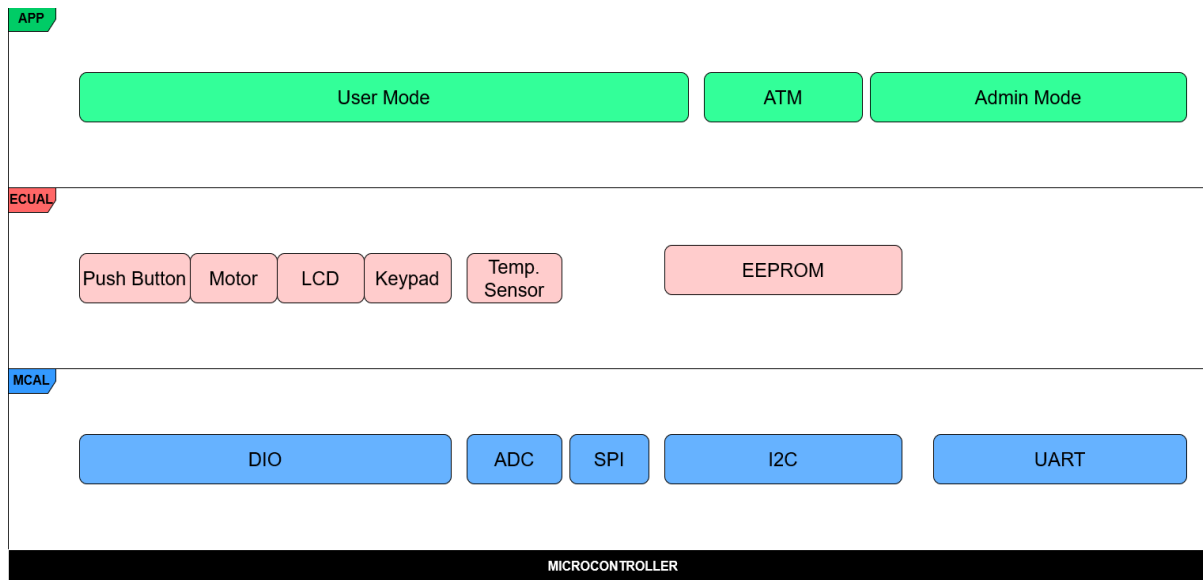 APP
User Mode
ATM
Admin Mode
ECUAL
Push Button
Motor
LCD
Keypad
Temp.
Sensor
EEPROM
MCAL
DIO
ADC
SPI
I2C
UART
MICROCONTROLLER